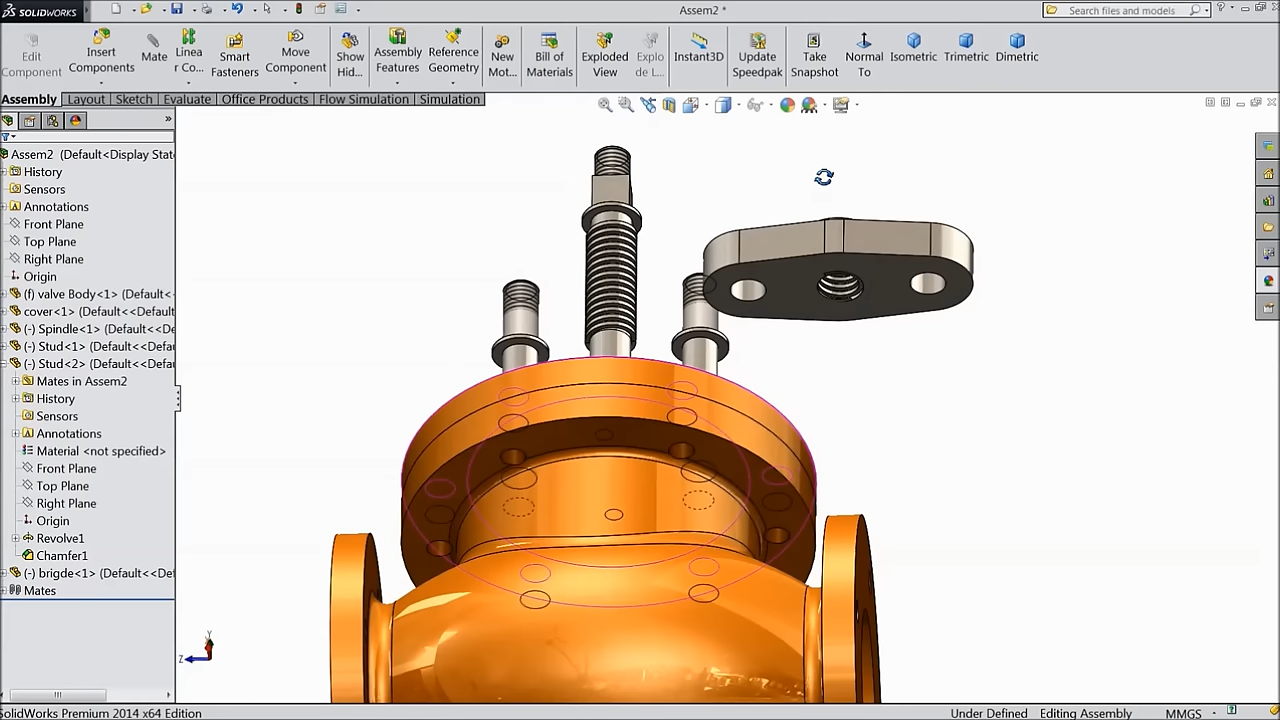 SOLIDWORKS
Assem2 *
Search files and models
Edit Component
Insert Components
Mate
Linea r Co...
Smart Fasteners
Move Component
Show Hid...
Assembly Features
Reference Geometry
New Mot...
Bill of Materials
Exploded View
Explo de L...
Instant3D
Update Speedpak
Take Snapshot
Normal To
Isometric
Trimetric
Dimetric
Assembly Layout Sketch Evaluate Office Products Flow Simulation Simulation
Assem2 (Default<Display Stat
History
Sensors
Annotations
Front Plane
Top Plane
Right Plane
Origin
(f) valve Body<1> (Default<
cover<1> (Default<<Default
(-) Spindle<1> (Default<<De
(-) Stud<1> (Default<<Defau
(-) Stud<2> (Default<<Defau
Mates in Assem2
History
Sensors
Annotations
Material <not specified>
Front Plane
Top Plane
Right Plane
Origin
Revolve1
Chamfer1
(-) brigde<1> (Default<<Def
Mates
Y
Z
SolidWorks Premium 2014 x64 Edition
Under Defined
Editing Assembly
MMGS